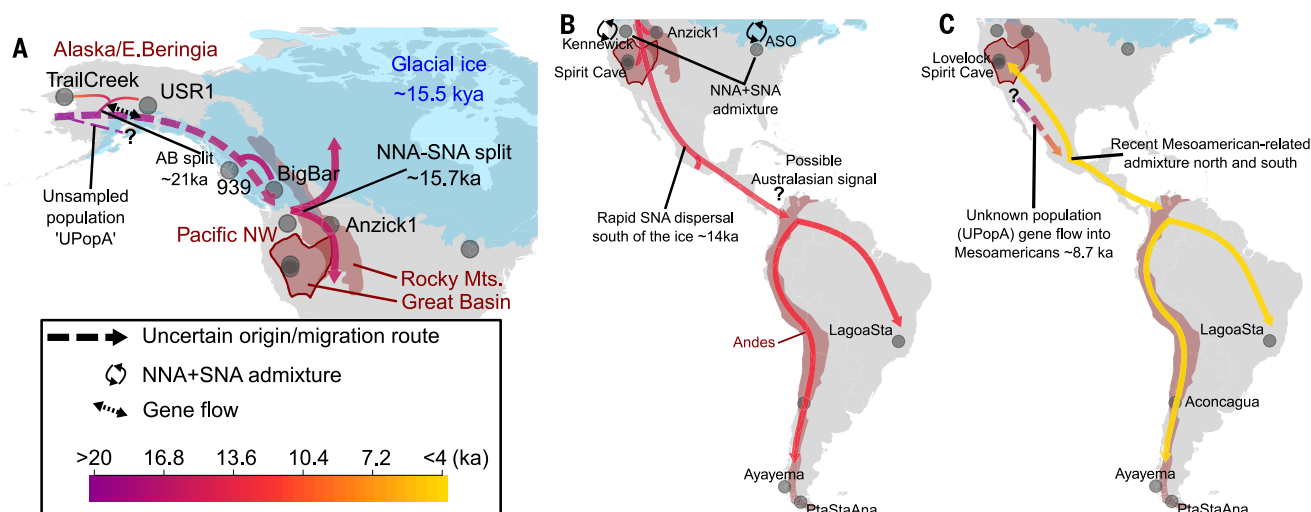 A
Alaska/E.Beringia
TrailCreek
USR1
Glacial ice
~15.5 kya
?
AB split
~21ka
Unsampled
population
'UPopA'
939
BigBar
NNA-SNA split
~15.7ka
Pacific NW
Anzick1
Rocky Mts.
Great Basin
Uncertain origin/migration route
NNA+SNA admixture
Gene flow
>20 16.8 13.6 10.4 7.2 <4 (ka)
B
Kennewick
Anzick1
ASO
Spirit Cave
NNA+SNA
admixture
Possible
Australasian signal
?
Rapid SNA dispersal
south of the ice ~14ka
Andes
LagoaSta
Ayayema
PtaStaAna
C
Lovelock
Spirit Cave
?
Recent Mesoamerican-related
admixture north and south
Unknown population
(UPopA) gene flow into
Mesoamericans ~8.7 ka
LagoaSta
Aconcagua
Ayayema
PtaStaAna